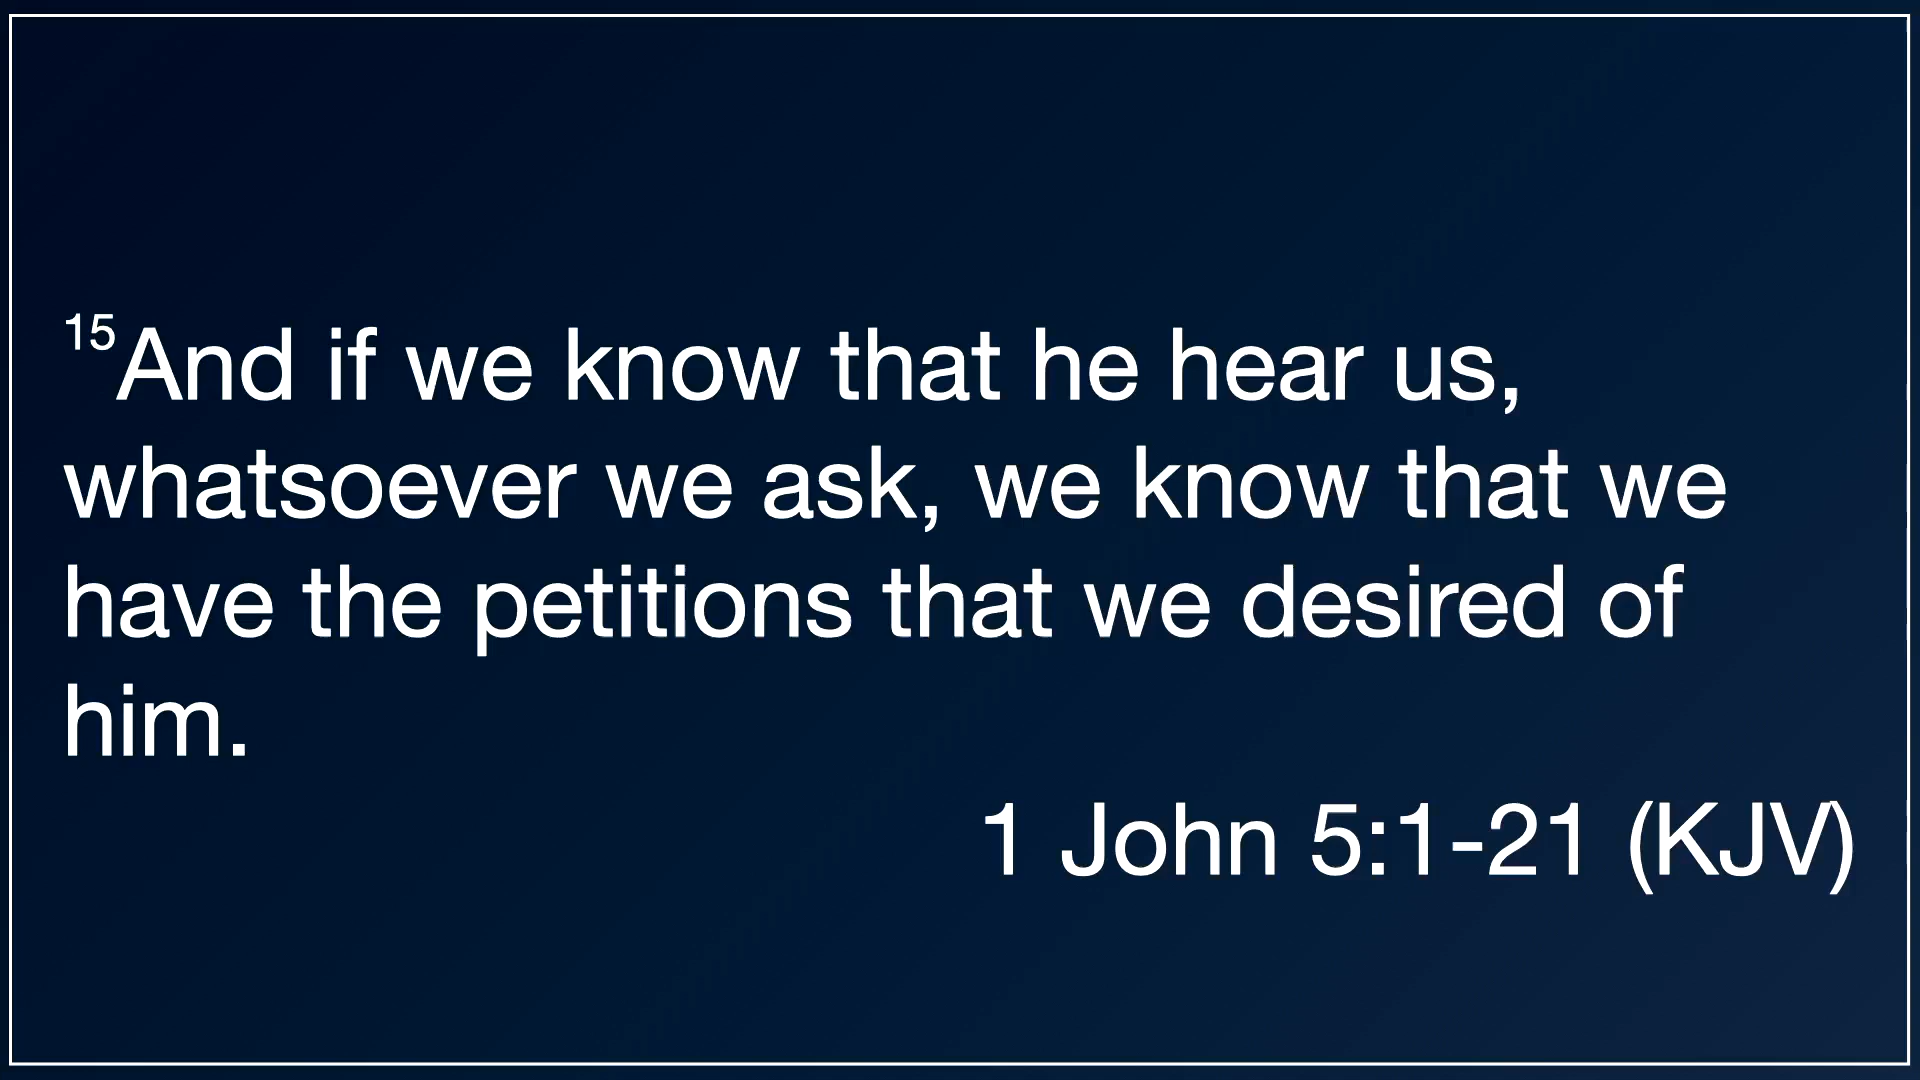 15And if we know that he hear us,
whatsoever we ask, we know that we
have the petitions that we desired of
him.
1 John 5:1-21 (KJV)